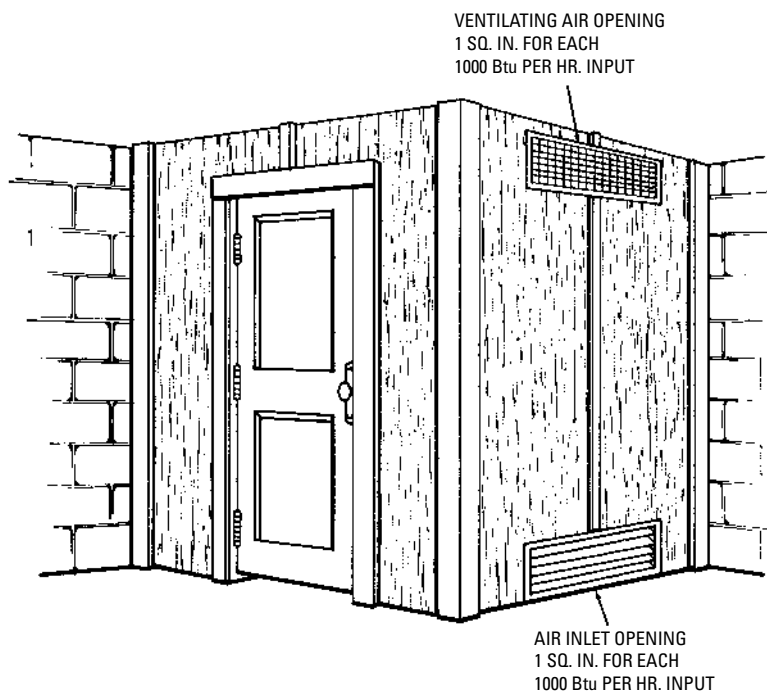 VENTILATING AIR OPENING
1 SQ. IN. FOR EACH
1000 Btu PER HR. INPUT
AIR INLET OPENING
1 SQ. IN. FOR EACH
1000 Btu PER HR. INPUT